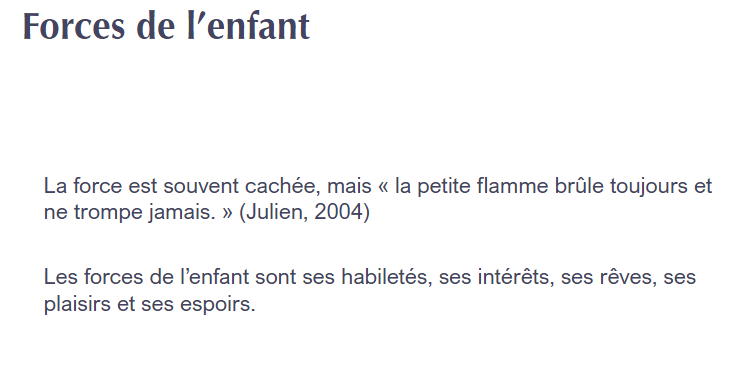 Forces de l’enfant
La force est souvent cachée, mais « la petite flamme brûle toujours et
ne trompe jamais. » (Julien, 2004)
Les forces de l’enfant sont ses habiletés, ses intérêts, ses rêves, ses
plaisirs et ses espoirs.